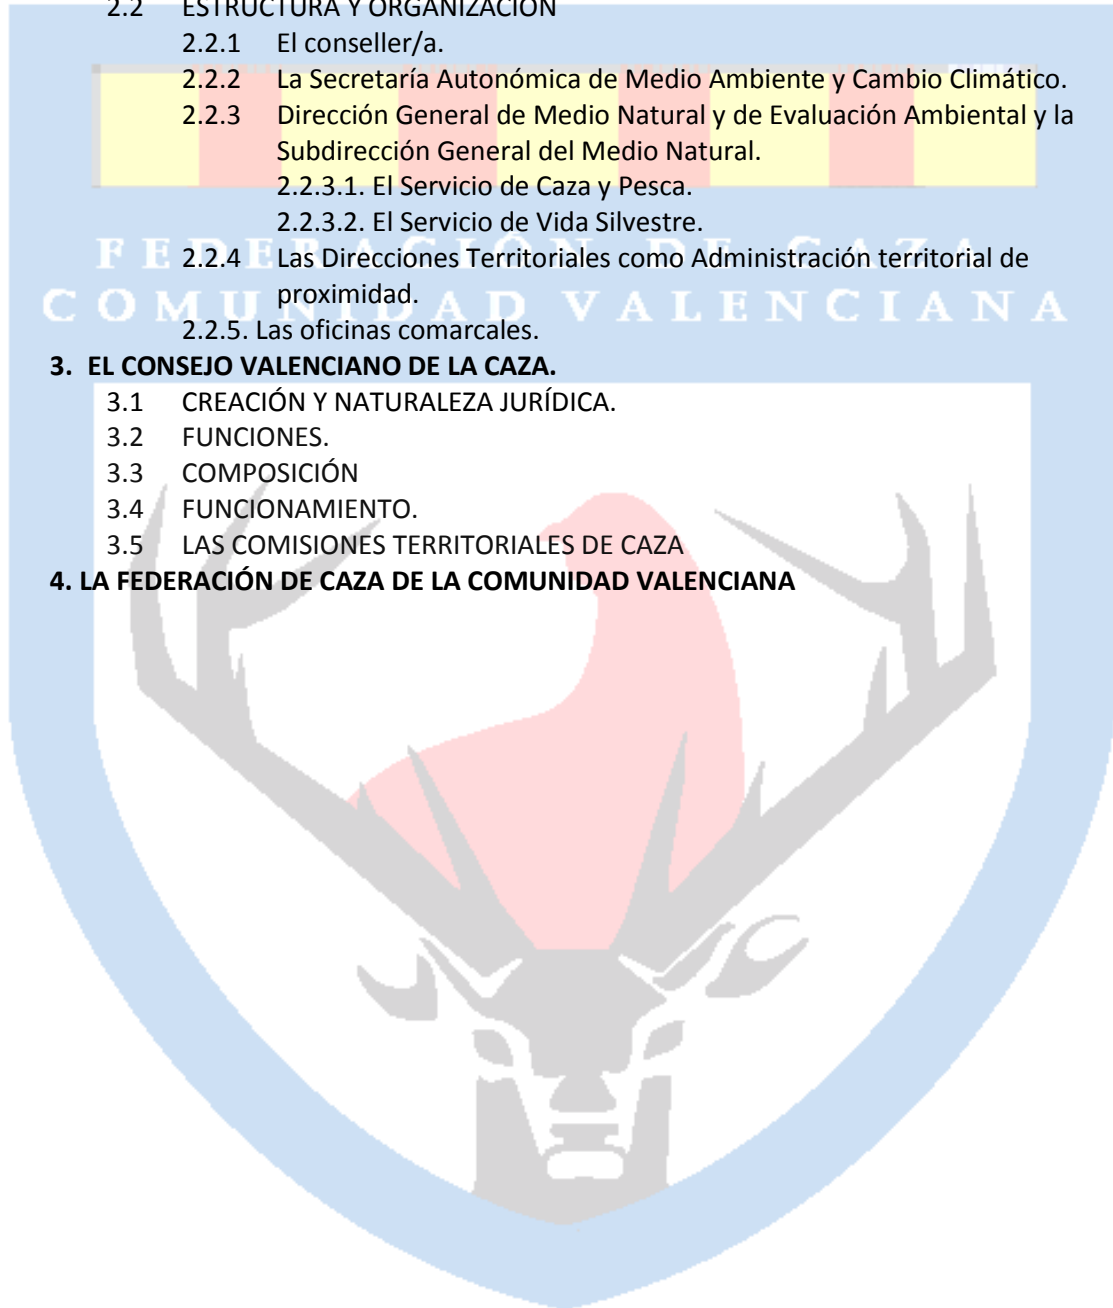 2.2 ESTRUCTURA Y ORGANIZACIÓN
2.2.1 El conseller/a.
2.2.2 La Secretaría Autonómica de Medio Ambiente y Cambio Climático.
2.2.3 Dirección General de Medio Natural y de Evaluación Ambiental y la
Subdirección General del Medio Natural.
2.2.3.1. El Servicio de Caza y Pesca.
2.2.3.2. El Servicio de Vida Silvestre.
FEDERACIÓN DE CAZA
2.2.4 Las Direcciones Territoriales como Administración territorial de
proximidad.
COMUNIDAD VALENCIANA
2.2.5. Las oficinas comarcales.
3. EL CONSEJO VALENCIANO DE LA CAZA.
3.1 CREACIÓN Y NATURALEZA JURÍDICA.
3.2 FUNCIONES.
3.3 COMPOSICIÓN
3.4 FUNCIONAMIENTO.
3.5 LAS COMISIONES TERRITORIALES DE CAZA
4. LA FEDERACIÓN DE CAZA DE LA COMUNIDAD VALENCIANA